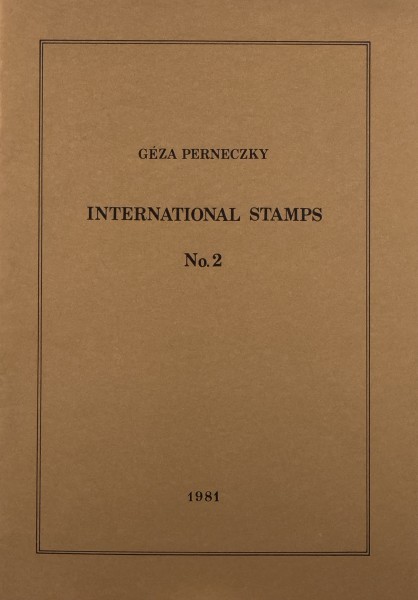 GÉZA PERNECZKY
INTERNATIONAL STAMPS
No. 2
1981